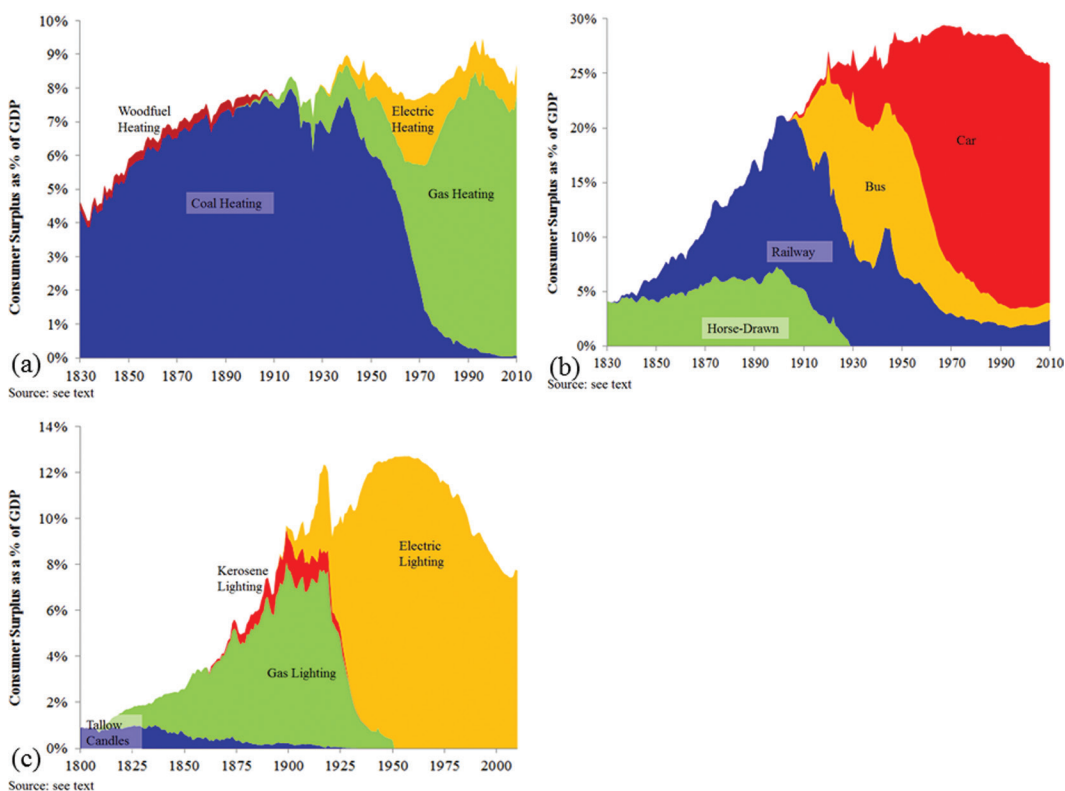 Consumer Surplus as % of GDP
10%
9%
8%
7%
6%
5%
4%
3%
2%
1%
0%
Woodfuel
Heating
Coal Heating
Electric
Heating
Gas Heating
(a)
1830 1850 1870 1890 1910 1930 1950 1970 1990 2010
Source: see text
Consumer Surplus as % of GDP
30%
25%
20%
15%
10%
5%
0%
Car
Bus
Railway
Horse-Drawn
(b)
1830 1850 1870 1890 1910 1930 1950 1970 1990 2010
Source: see text
Consumer Surplus as a % of GDP
14%
12%
10%
8%
6%
4%
2%
0%
Electric
Lighting
Kerosene
Lighting
Gas Lighting
Tallow
Candles
(c)
1800 1825 1850 1875 1900 1925 1950 1975 2000
Source: see text